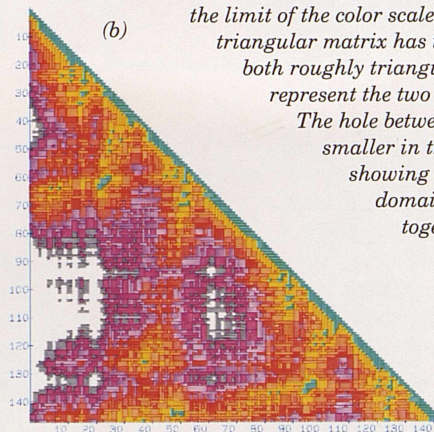 the limit of the color scale
(b)
triangular matrix has
both roughly triangu
represent the two
The hole betwe
smaller in t
showing
domai
toge
10
20
30
40
50
60
70
80
90
100
110
120
130
140
10 20 30 40 50 60 70 80 90 100 110 120 130 140